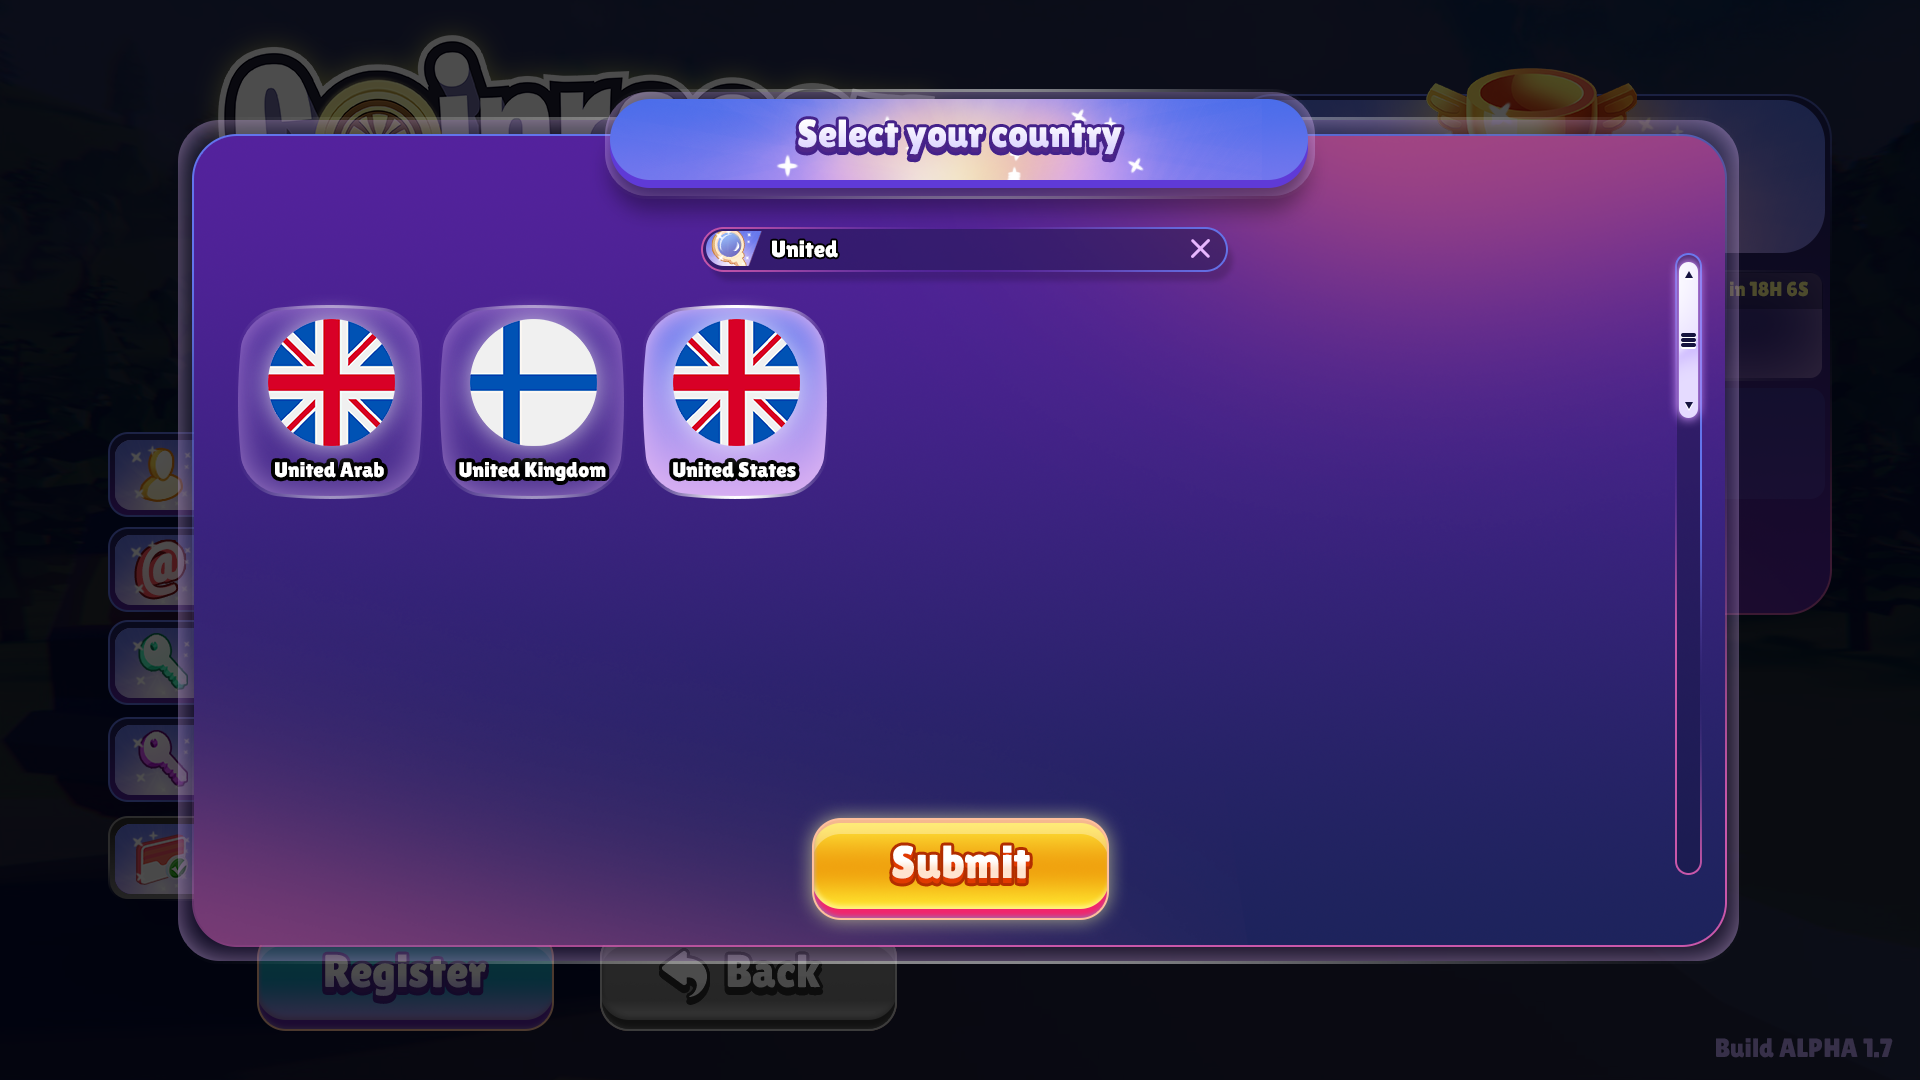 Select your country
United
in 18H 6S
United Arab
United Kingdom
United States
Submit
Register
Back
Build ALPHA 1.7